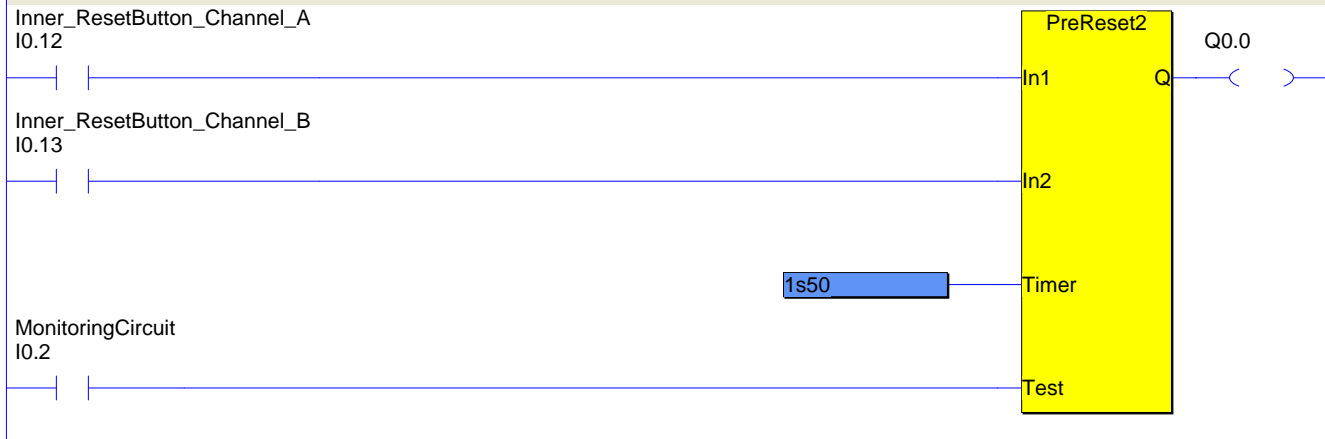 Inner_ResetButton_Channel_A
I0.12
PreReset2
Q0.0
In1
Q
Inner_ResetButton_Channel_B
I0.13
In2
1s50
Timer
MonitoringCircuit
I0.2
Test